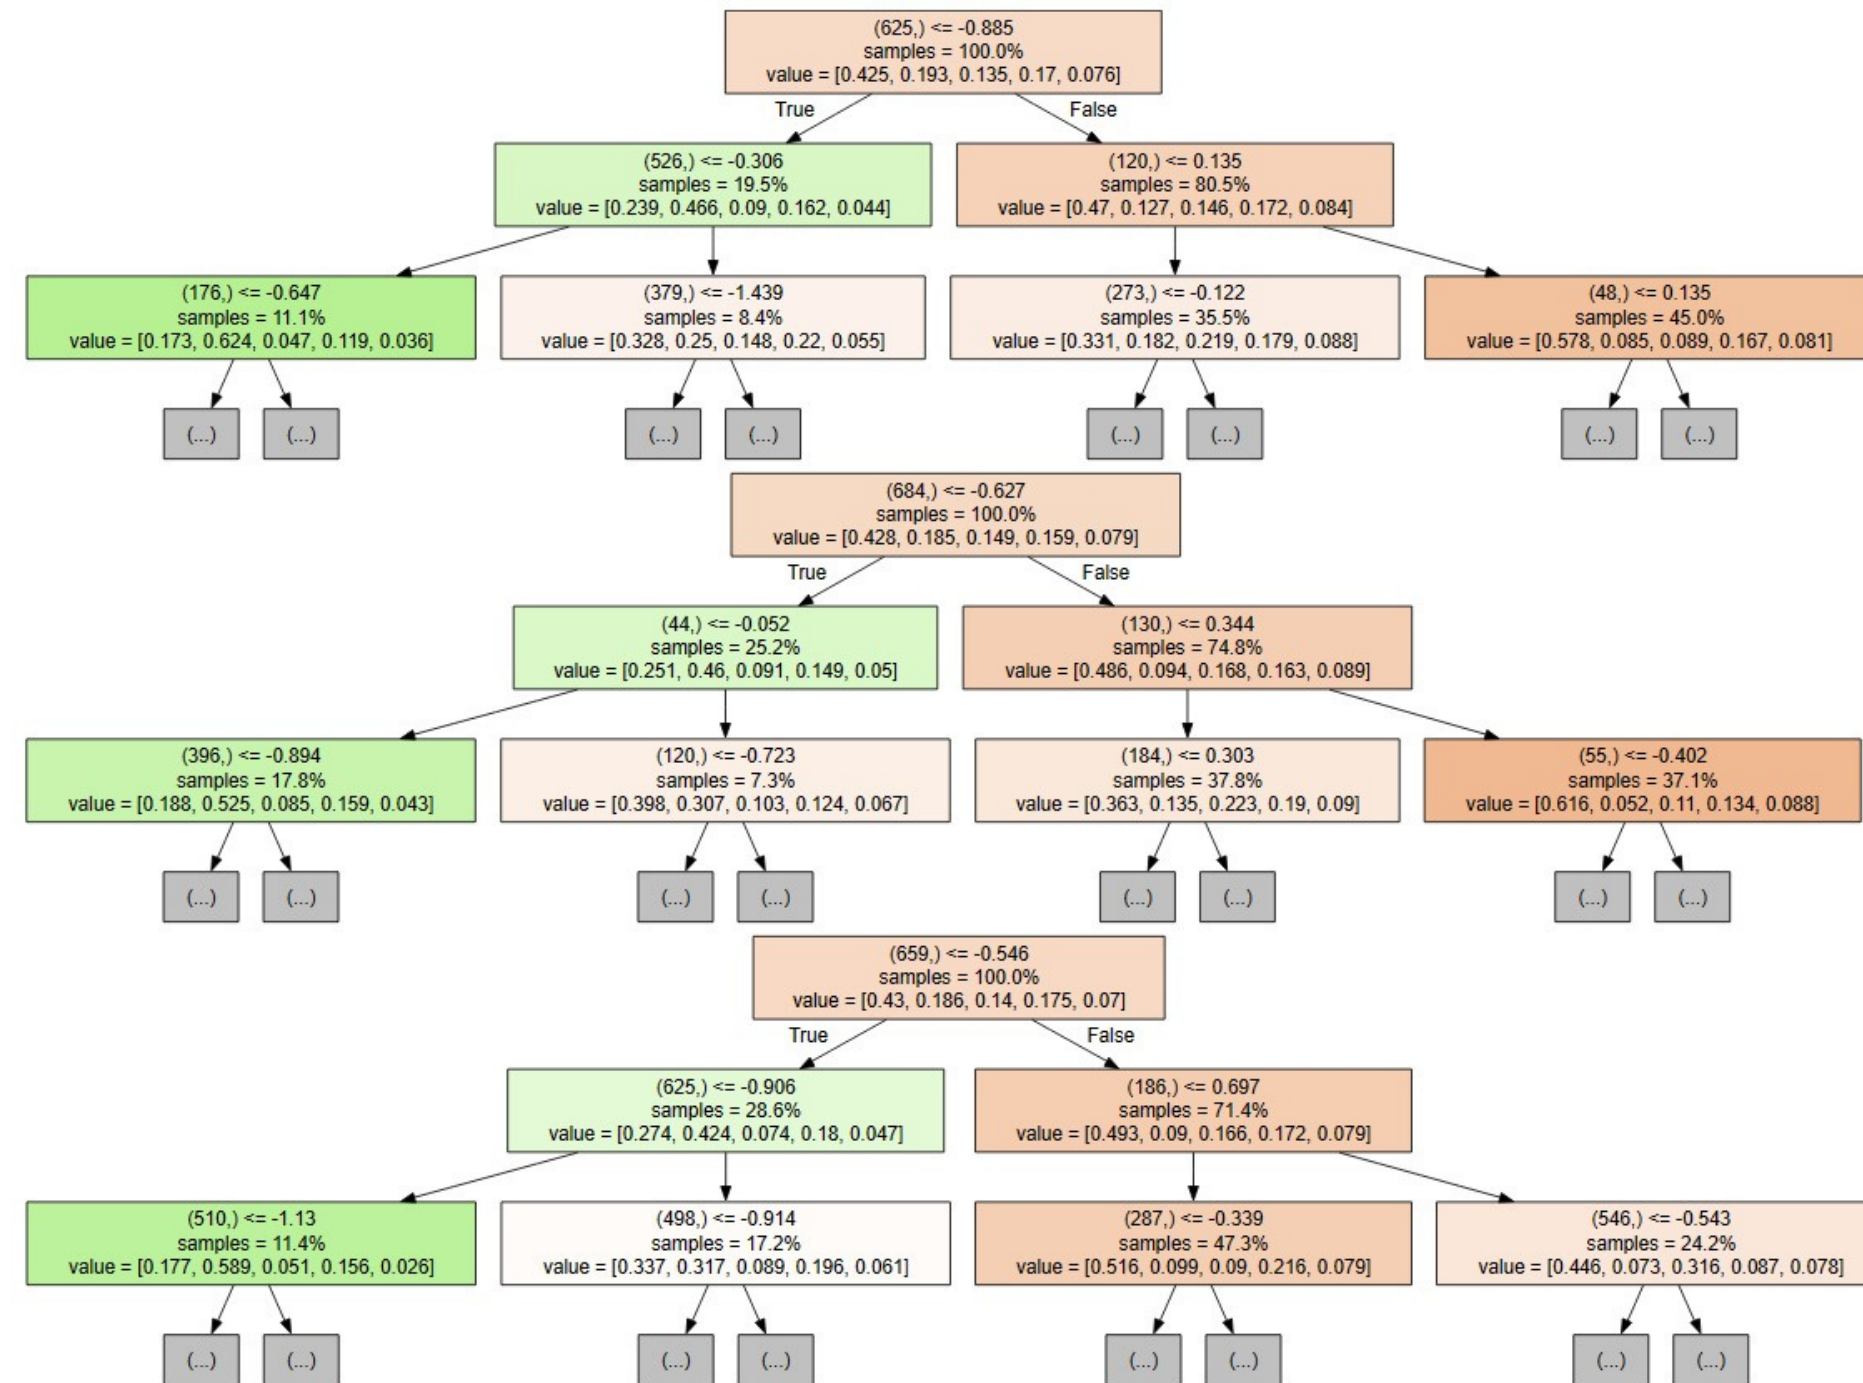 (625,) <= -0.885
samples = 100.0%
value = [0.425, 0.193, 0.135, 0.17, 0.076]
True
False
(526,) <= -0.306
samples = 19.5%
value = [0.239, 0.466, 0.09, 0.162, 0.044]
(120,) <= 0.135
samples = 80.5%
value = [0.47, 0.127, 0.146, 0.172, 0.084]
(176,) <= -0.647
samples = 11.1%
value = [0.173, 0.624, 0.047, 0.119, 0.036]
(379,) <= -1.439
samples = 8.4%
value = [0.328, 0.25, 0.148, 0.22, 0.055]
(273,) <= -0.122
samples = 35.5%
value = [0.331, 0.182, 0.219, 0.179, 0.088]
(48,) <= 0.135
samples = 45.0%
value = [0.578, 0.085, 0.089, 0.167, 0.081]
(...)
(...)
(...)
(...)
(...)
(...)
(...)
(...)
(684,) <= -0.627
samples = 100.0%
value = [0.428, 0.185, 0.149, 0.159, 0.079]
True
False
(44,) <= -0.052
samples = 25.2%
value = [0.251, 0.46, 0.091, 0.149, 0.05]
(130,) <= 0.344
samples = 74.8%
value = [0.486, 0.094, 0.168, 0.163, 0.089]
(396,) <= -0.894
samples = 17.8%
value = [0.188, 0.525, 0.085, 0.159, 0.043]
(120,) <= -0.723
samples = 7.3%
value = [0.398, 0.307, 0.103, 0.124, 0.067]
(184,) <= 0.303
samples = 37.8%
value = [0.363, 0.135, 0.223, 0.19, 0.09]
(55,) <= -0.402
samples = 37.1%
value = [0.616, 0.052, 0.11, 0.134, 0.088]
(...)
(...)
(...)
(...)
(...)
(...)
(...)
(...)
(659,) <= -0.546
samples = 100.0%
value = [0.43, 0.186, 0.14, 0.175, 0.07]
True
False
(625,) <= -0.906
samples = 28.6%
value = [0.274, 0.424, 0.074, 0.18, 0.047]
(186,) <= 0.697
samples = 71.4%
value = [0.493, 0.09, 0.166, 0.172, 0.079]
(510,) <= -1.13
samples = 11.4%
value = [0.177, 0.589, 0.051, 0.156, 0.026]
(498,) <= -0.914
samples = 17.2%
value = [0.337, 0.317, 0.089, 0.196, 0.061]
(287,) <= -0.339
samples = 47.3%
value = [0.516, 0.099, 0.09, 0.216, 0.079]
(546,) <= -0.543
samples = 24.2%
value = [0.446, 0.073, 0.316, 0.087, 0.078]
(...)
(...)
(...)
(...)
(...)
(...)
(...)
(...)